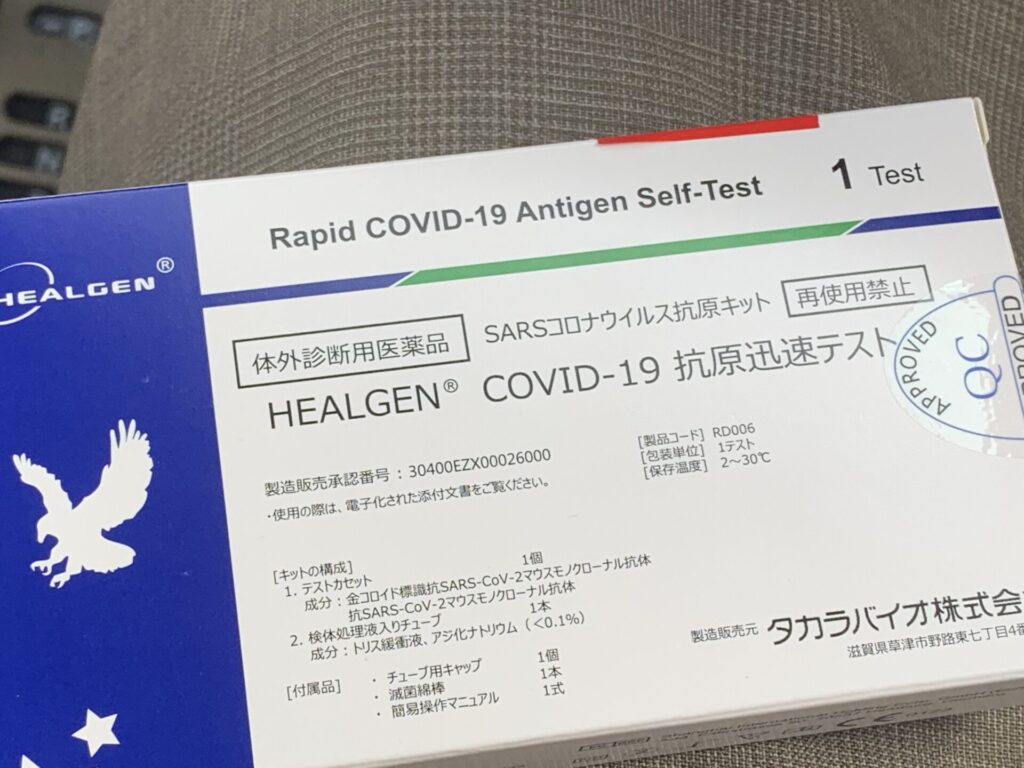 P
R
N
Rapid COVID-19 Antigen Self-Test 1 Test
HEALGEN®
体外診断用医薬品 SARSコロナウイルス抗原キット 再使用禁止
HEALGEN® COVID-19 抗原迅速テスト
APPROVED QC
製造販売承認番号：30400EZX00026000
・使用の際は、電子化された添付文書をご覧ください。
[製品コード] RD006
[包装単位] 1テスト
[保存温度] 2～30℃
[キットの構成]
1. テストカセット 1個
成分：金コロイド標識抗SARS-CoV-2マウスモノクローナル抗体
抗SARS-CoV-2マウスモノクローナル抗体
2. 検体処理液入りチューブ 1本
成分：トリス緩衝液、アジ化ナトリウム（＜0.1%）
[付属品] ・ チューブ用キャップ 1個
・ 滅菌綿棒 1本
・ 簡易操作マニュアル 1式
製造販売元 タカラバイオ株式会
滋賀県草津市野路東七丁目4番